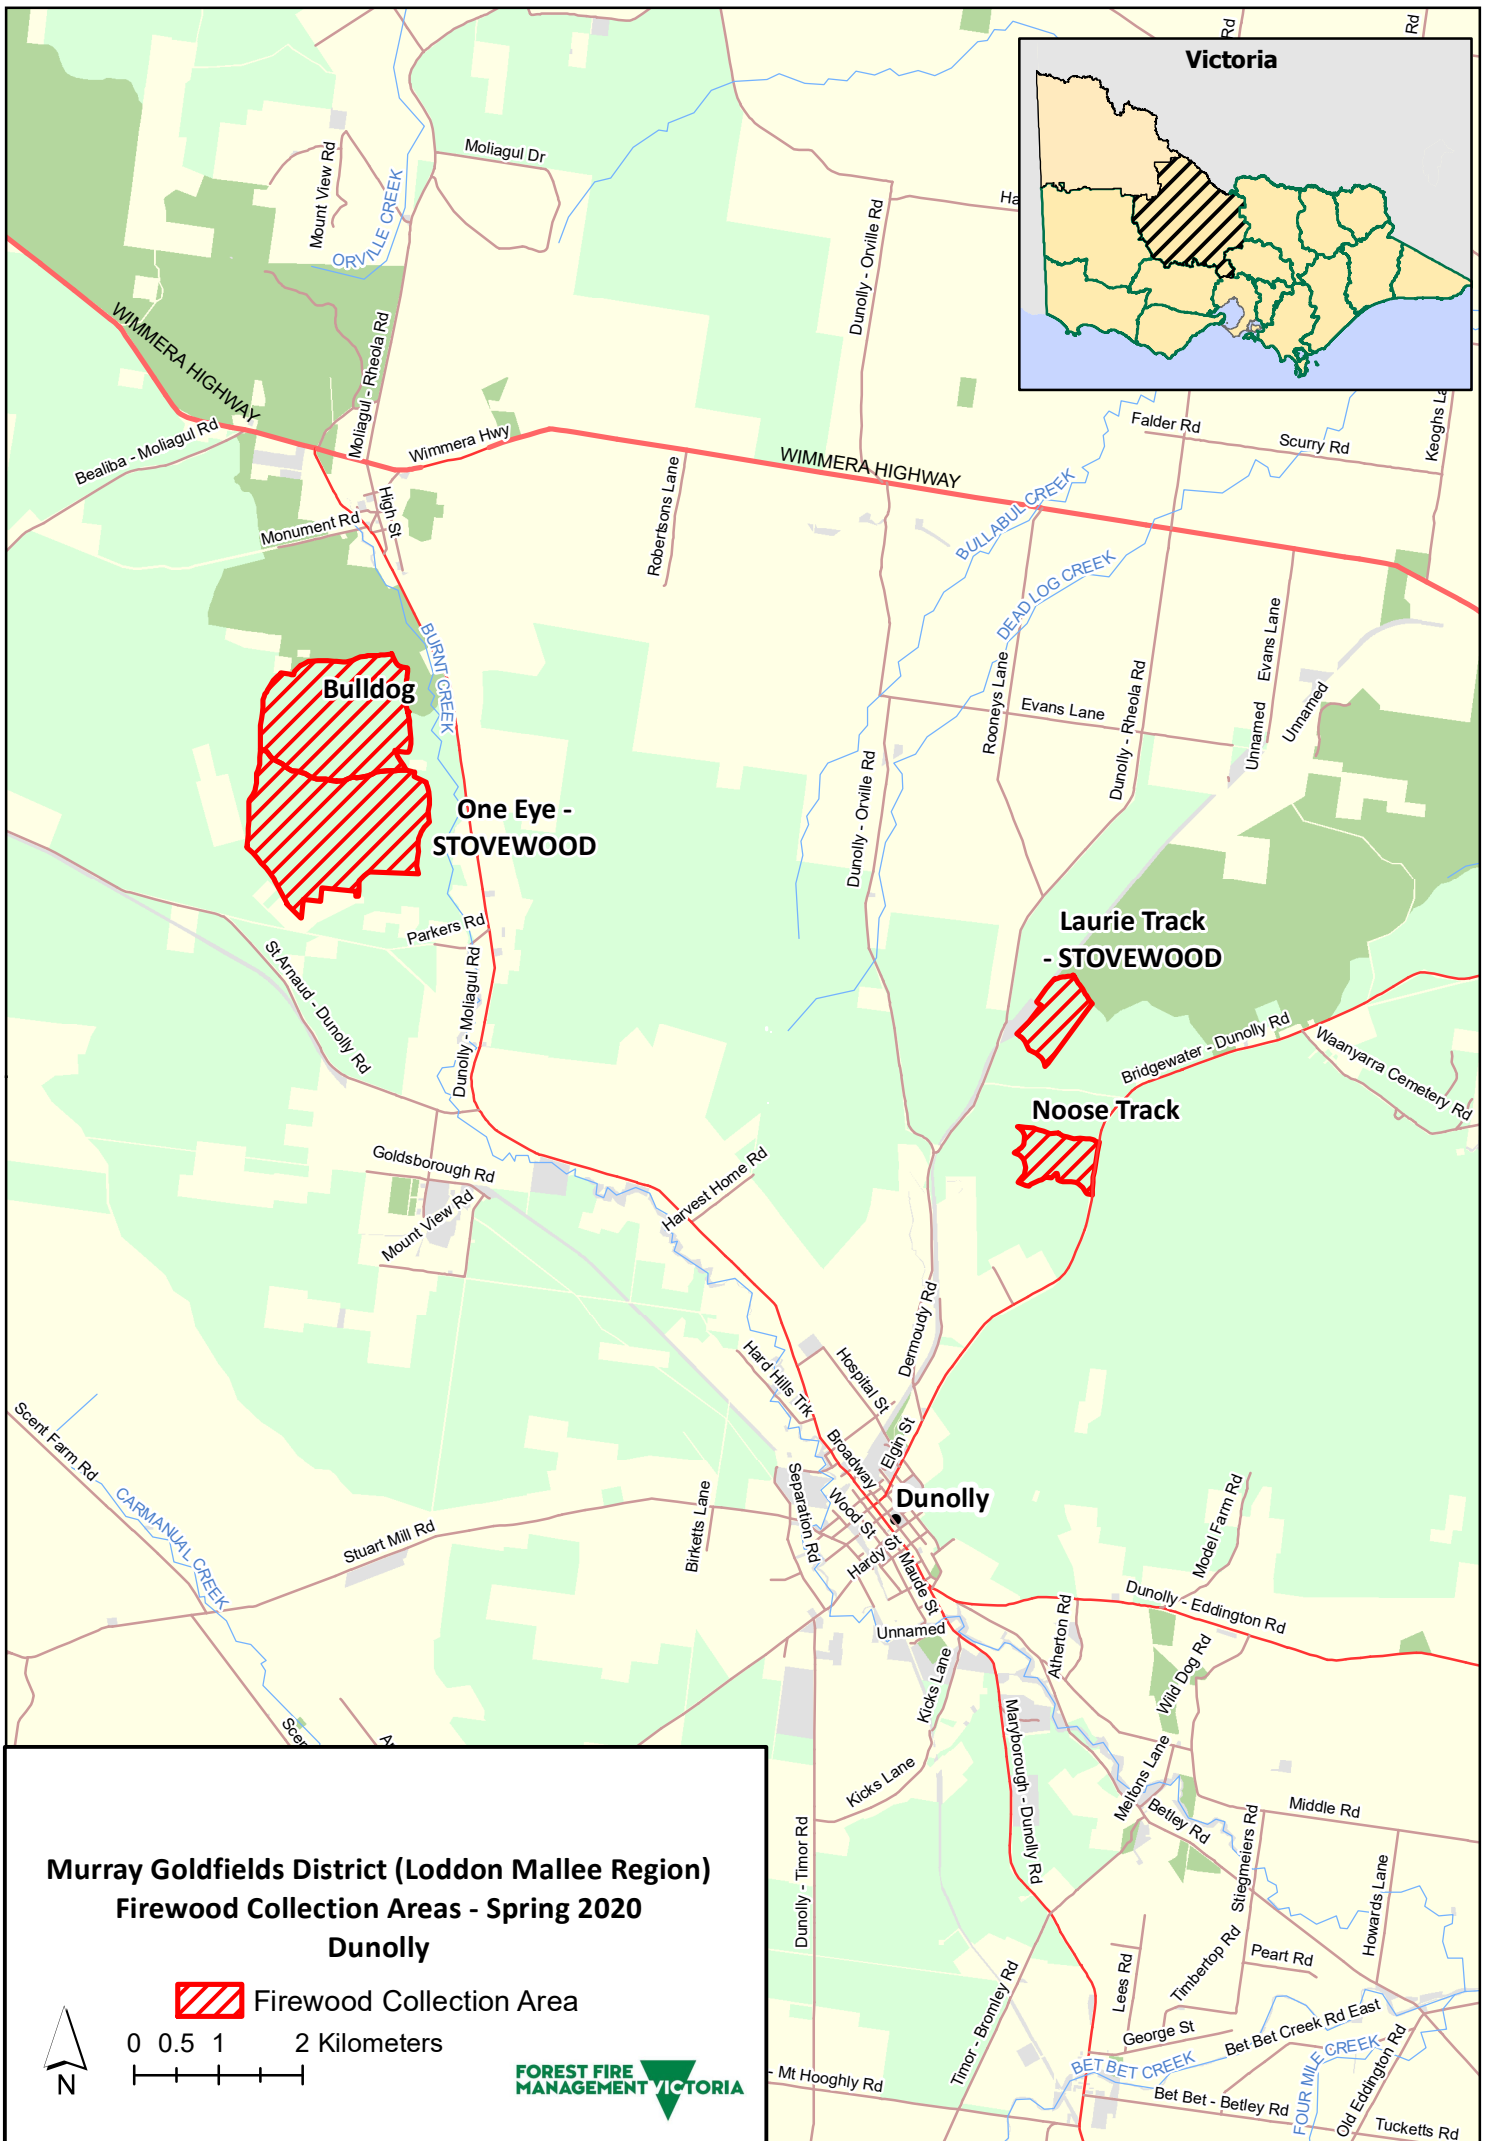 Rd
Rd
Victoria
Moliagul Dr
Mount View Rd
ORVILLE CREEK
Ha
Dunolly - Orville Rd
WIMMERA HIGHWAY
Moliagul - Rheola Rd
Bealiba - Moliagul Rd
Wimmera Hwy
Falder Rd
Scurry Rd
Keoghs La
WIMMERA HIGHWAY
Robertsons Lane
High St
Monument Rd
BULLABUL CREEK
DEAD LOG CREEK
BURNT CREEK
Rooneys Lane
Evans Lane
Dunolly - Rheola Rd
Evans Lane
Unnamed
Unnamed
Bulldog
Dunolly - Orville Rd
One Eye -
STOVEWOOD
Laurie Track
- STOVEWOOD
Parkers Rd
St Arnaud - Dunolly Rd
Dunolly - Moliagul Rd
Bridgewater - Dunolly Rd
Waanyarra Cemetery Rd
Noose Track
Goldsborough Rd
Mount View Rd
Harvest Home Rd
Dermoudy Rd
Hard Hills Trk
Hospital St
Scent Farm Rd
CARMANUAL CREEK
Broadway
Elgin St
Separation Rd
Wood St
Dunolly
Birketts Lane
Stuart Mill Rd
Hardy St
Maude St
Model Farm Rd
Dunolly - Eddington Rd
Unnamed
Atherton Rd
Wild Dog Rd
Kicks Lane
Maryborough - Dunolly Rd
Scen
Kicks Lane
Meltons Lane
Betley Rd
Middle Rd
Stiegmeiers Rd
Dunolly - Timor Rd
Howards Lane
Timbertop Rd
Peart Rd
Lees Rd
Timor - Bromley Rd
George St
Bet Bet Creek Rd East
BET BET CREEK
FOUR MILE CREEK
Old Eddington Rd
- Mt Hooghly Rd
Bet Bet - Betley Rd
Tucketts Rd
Murray Goldfields District (Loddon Mallee Region)
Firewood Collection Areas - Spring 2020
Dunolly
Firewood Collection Area
0 0.5 1 2 Kilometers
N
FOREST FIRE
MANAGEMENT VICTORIA